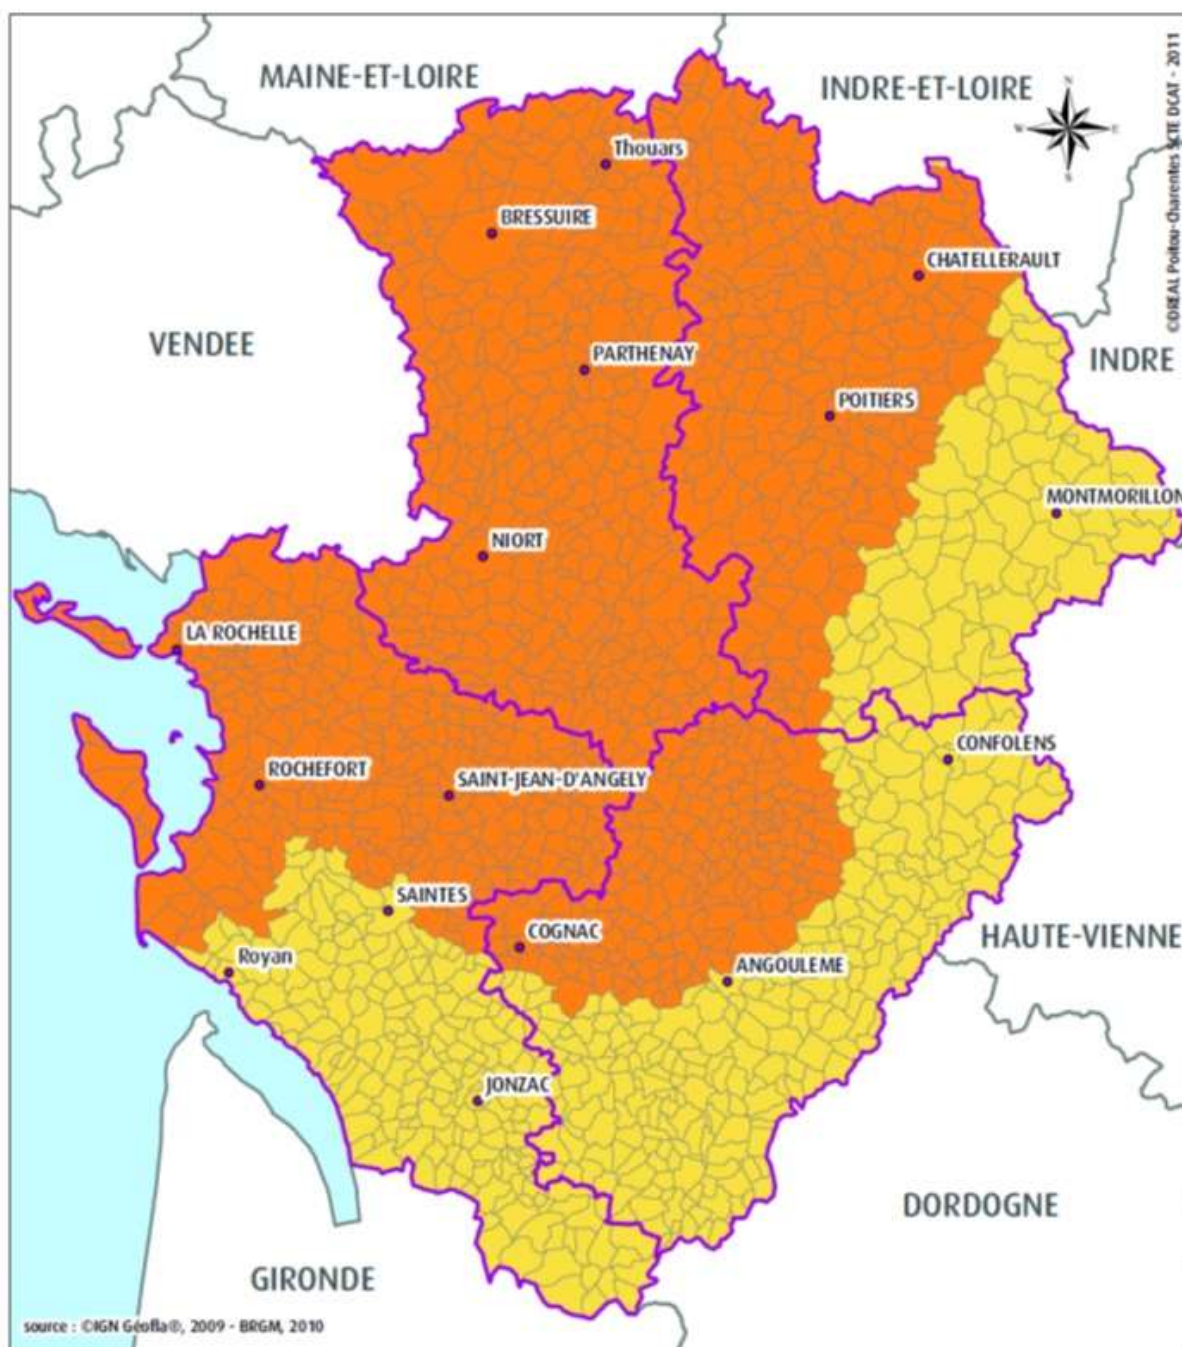 MAINE-ET-LOIRE
INDRE-ET-LOIRE
N
W
E
S
©DREAL Poitou-charentes SCTE DCAT - 2011
Thouars
BRESSUIRE
CHATELLERAULT
VENDEE
PARTHENAY
INDRE
POITIERS
MONTMORILLON
NIORT
LA ROCHELLE
CONFOLENS
ROCHEFORT
SAINT-JEAN-D'ANGELY
SAINTES
COGNAC
HAUTE-VIENNE
Royan
ANGOULEME
JONZAC
DORDOGNE
GIRONDE
source : ©IGN Géofla®, 2009 - BRGM, 2010